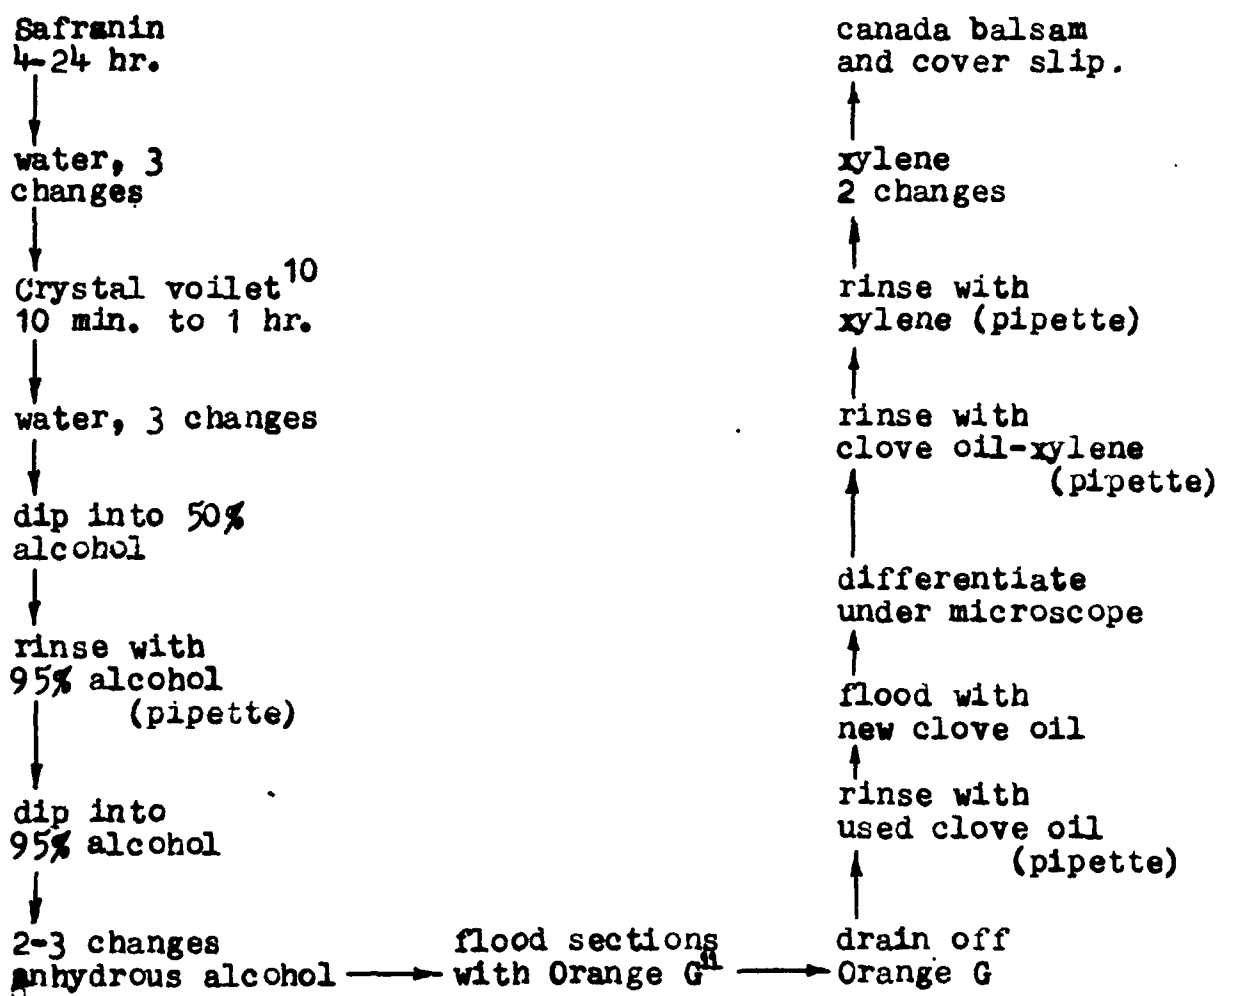 Safranin
4-24 hr.
water, 3
changes
Crystal voilet10
10 min. to 1 hr.
water, 3 changes
dip into 50%
alcohol
rinse with
95% alcohol
(pipette)
dip into
95% alcohol
2-3 changes
anhydrous alcohol
flood sections
with Orange G11
drain off
Orange G
rinse with
used clove oil
(pipette)
flood with
new clove oil
differentiate
under microscope
rinse with
clove oil-xylene
(pipette)
rinse with
xylene (pipette)
xylene
2 changes
canada balsam
and cover slip.